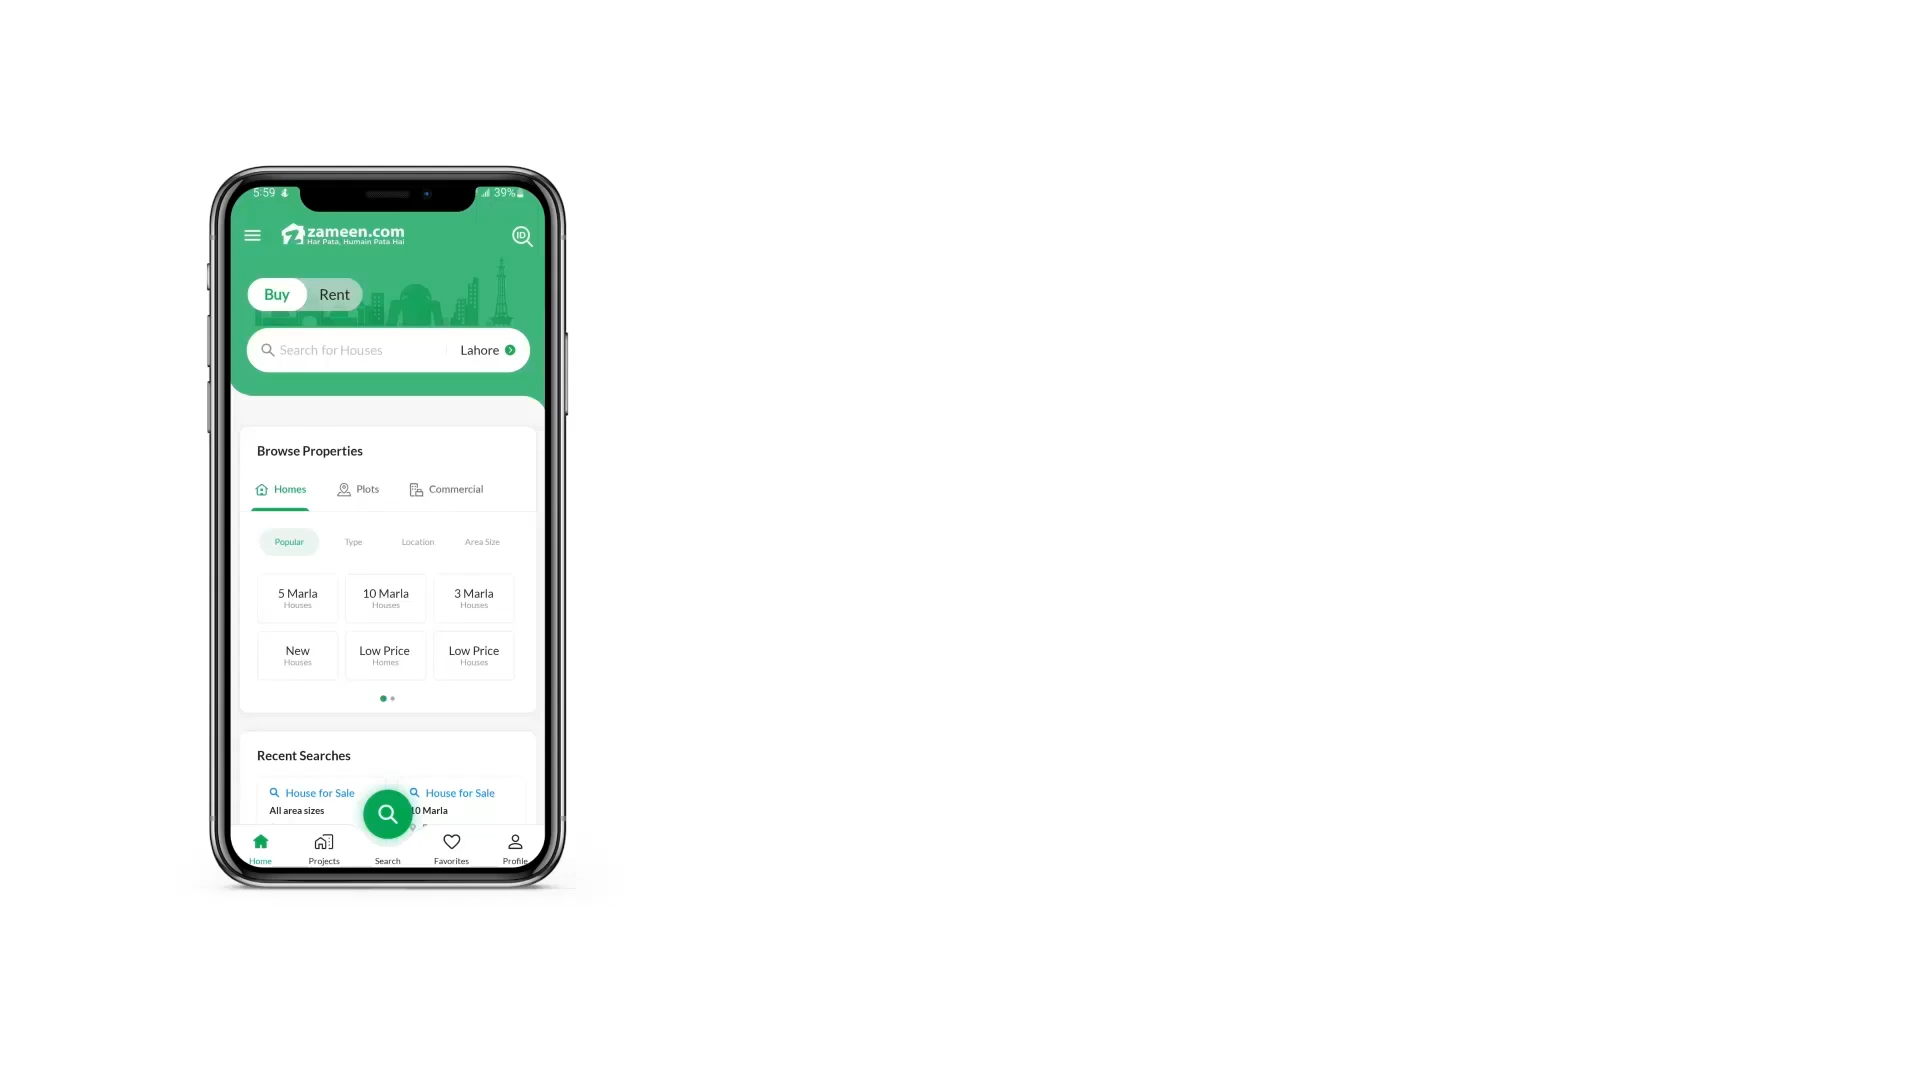 5:59 39%
zameen.com
Har Pata, Humain Pata Hai
ID
Buy Rent
Search for Houses Lahore
Browse Properties
Homes Plots Commercial
Popular Type Location Area Size
5 Marla 10 Marla 3 Marla
Houses Houses Houses
New Low Price Low Price
Houses Homes Houses
Recent Searches
House for Sale House for Sale
All area sizes 10 Marla
Home Projects Search Favorites Profile